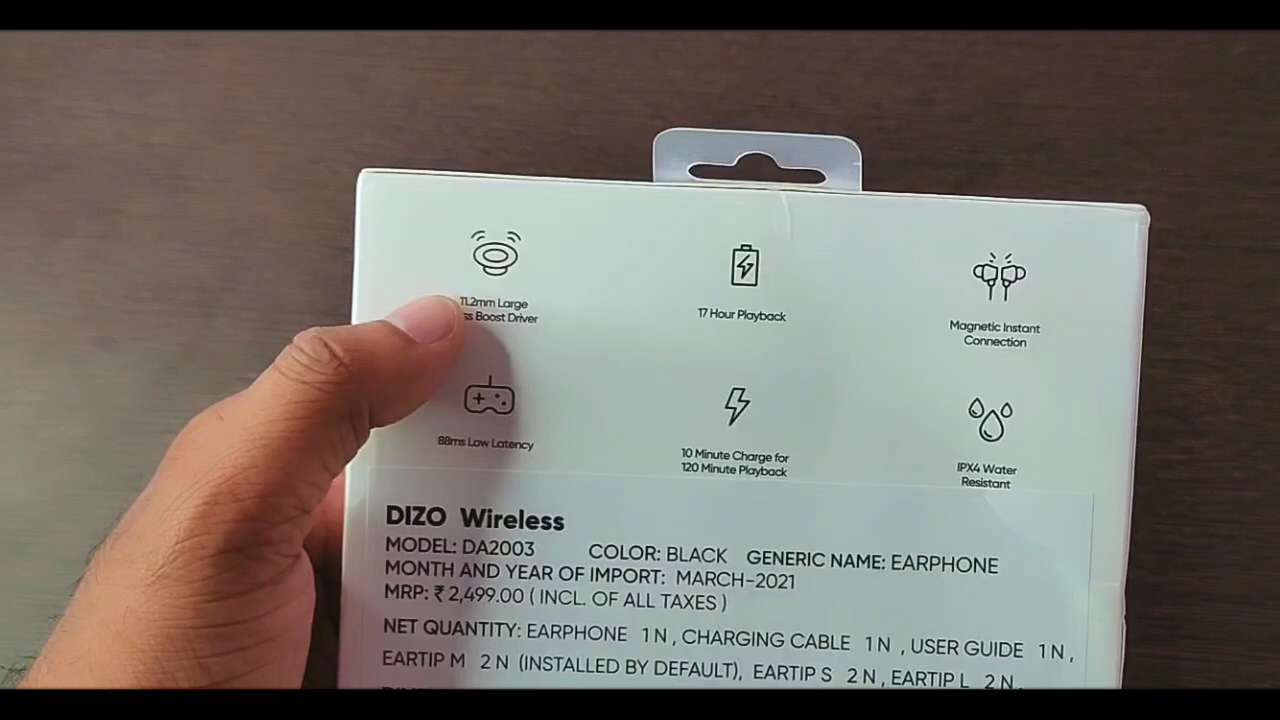 11.2mm Large
Boost Driver
17 Hour Playback
Magnetic Instant
Connection
88ms Low Latency
10 Minute Charge for
120 Minute Playback
IPX4 Water
Resistant
DIZO Wireless
MODEL: DA2003 COLOR: BLACK GENERIC NAME: EARPHONE
MONTH AND YEAR OF IMPORT: MARCH-2021
MRP: ₹ 2,499.00 ( INCL. OF ALL TAXES )
NET QUANTITY: EARPHONE 1 N , CHARGING CABLE 1 N , USER GUIDE 1 N ,
EARTIP M 2 N (INSTALLED BY DEFAULT), EARTIP S 2 N , EARTIP L 2 N ,